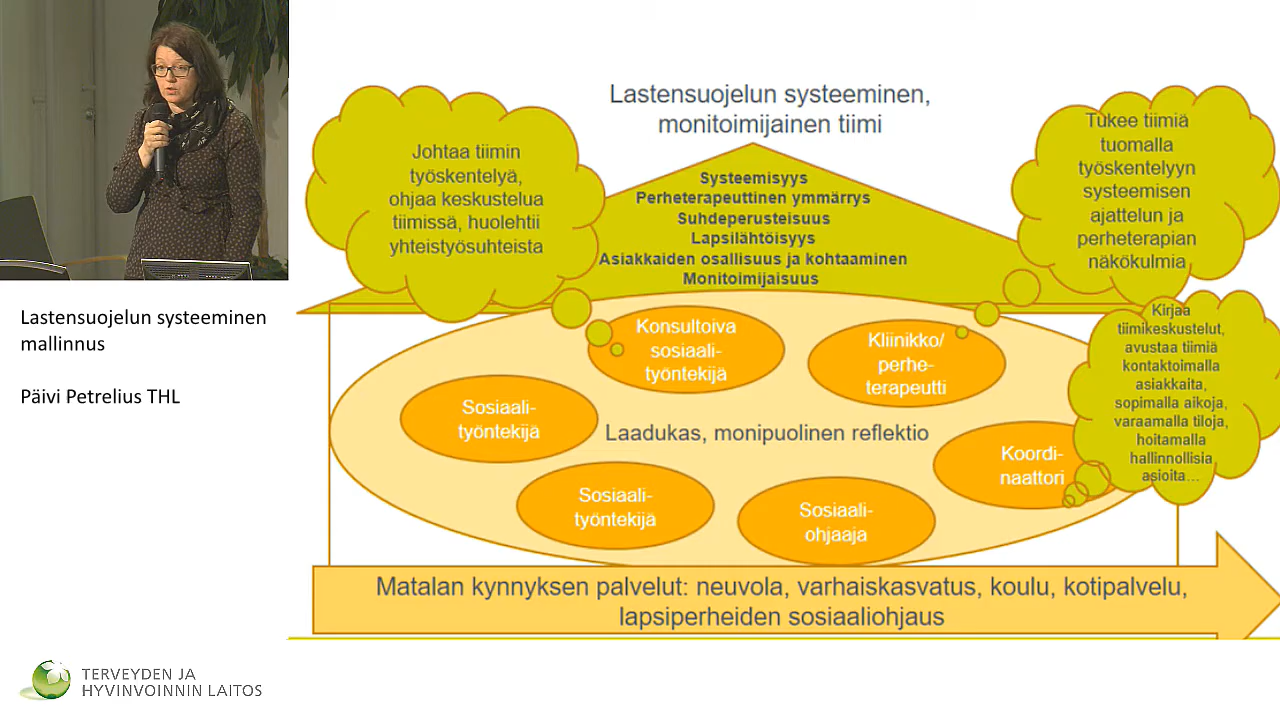 Lastensuojelun systeeminen
mallinnus
Päivi Petrelius THL
TERVEYDEN JA
HYVINVOINNIN LAITOS
Lastensuojelun systeeminen,
monitoimijainen tiimi
Johtaa tiimin
työskentelyä,
ohjaa keskustelua
tiimissä, huolehtii
yhteistyösuhteista
Systeemisyys
Perheterapeuttinen ymmärrys
Suhdeperusteisuus
Lapsilähtöisyys
Asiakkaiden osallisuus ja kohtaaminen
Monitoimijaisuus
Tukee tiimiä
tuomalla
työskentelyyn
systeemisen
ajattelun ja
perheterapian
näkökulmia
Konsultoiva
sosiaali-
työntekijä
Kliinikko/
perhe-
terapeutti
Kirjaa
tiimikeskustelut,
avustaa tiimiä
kontaktoimalla
asiakkaita,
sopimalla aikoja,
varaamalla tiloja,
hoitamalla
hallinnollisia
asioita…
Sosiaali-
työntekijä
Laadukas, monipuolinen reflektio
Koordi-
naattori
Sosiaali-
työntekijä
Sosiaali-
ohjaaja
Matalan kynnyksen palvelut: neuvola, varhaiskasvatus, koulu, kotipalvelu,
lapsiperheiden sosiaaliohjaus